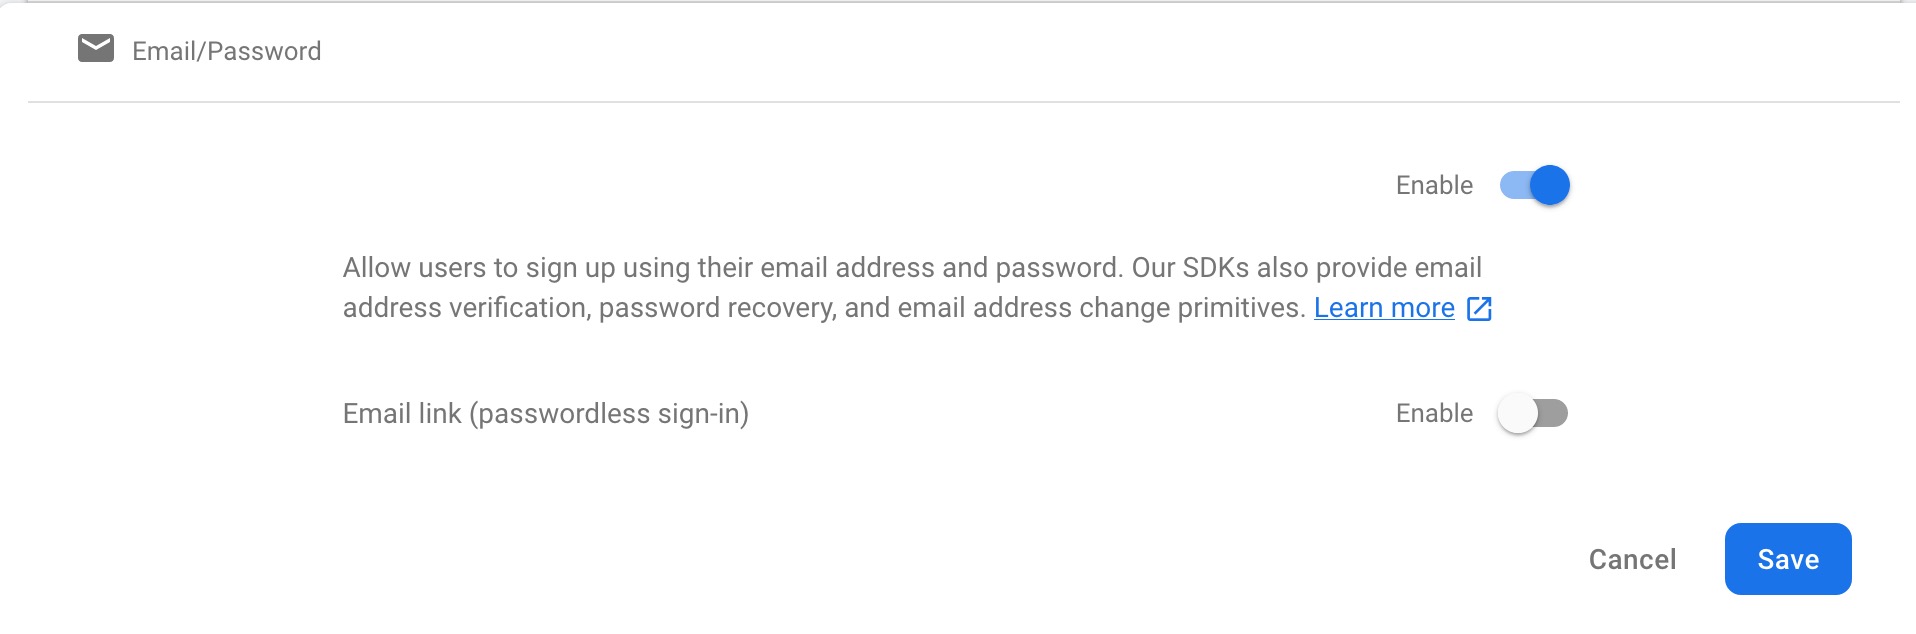 Email/Password
Enable
Allow users to sign up using their email address and password. Our SDKs also provide email
address verification, password recovery, and email address change primitives. Learn more
Email link (passwordless sign-in)
Enable
Cancel
Save